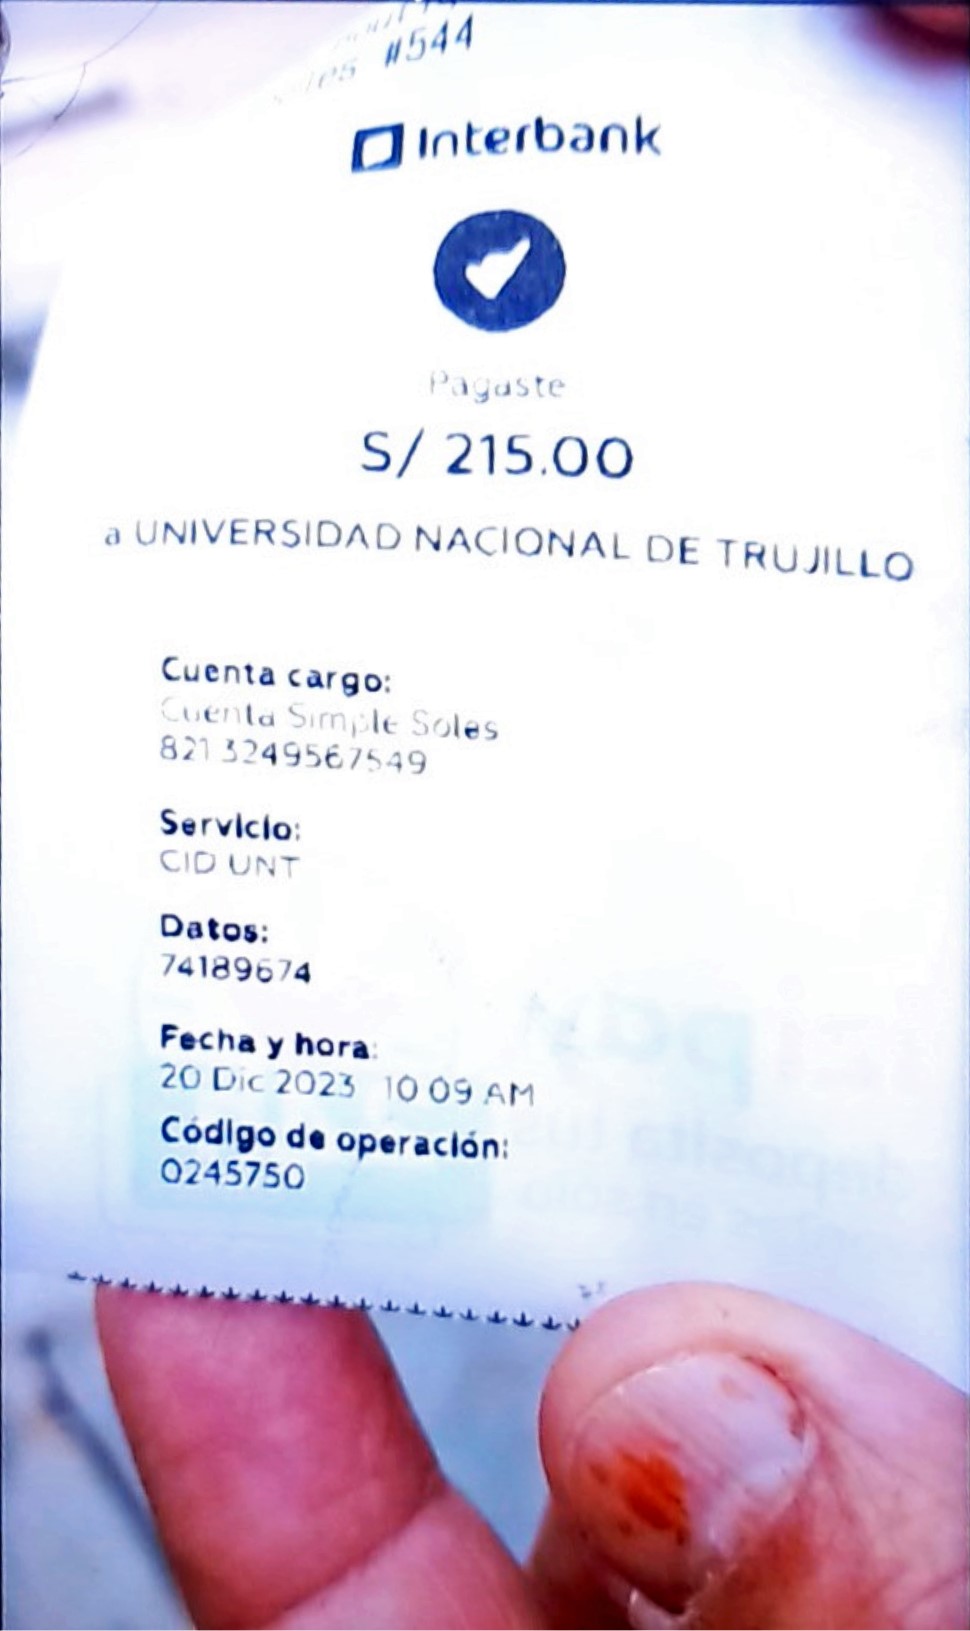 #544
Interbank
Pagaste
S/ 215.00
a UNIVERSIDAD NACIONAL DE TRUJILLO
Cuenta cargo:
Cuenta Simple Soles
821 3249567549
Servicio:
CID UNT
Datos:
74189674
Fecha y hora:
20 Dic 2023 10 09 AM
Código de operación:
0245750